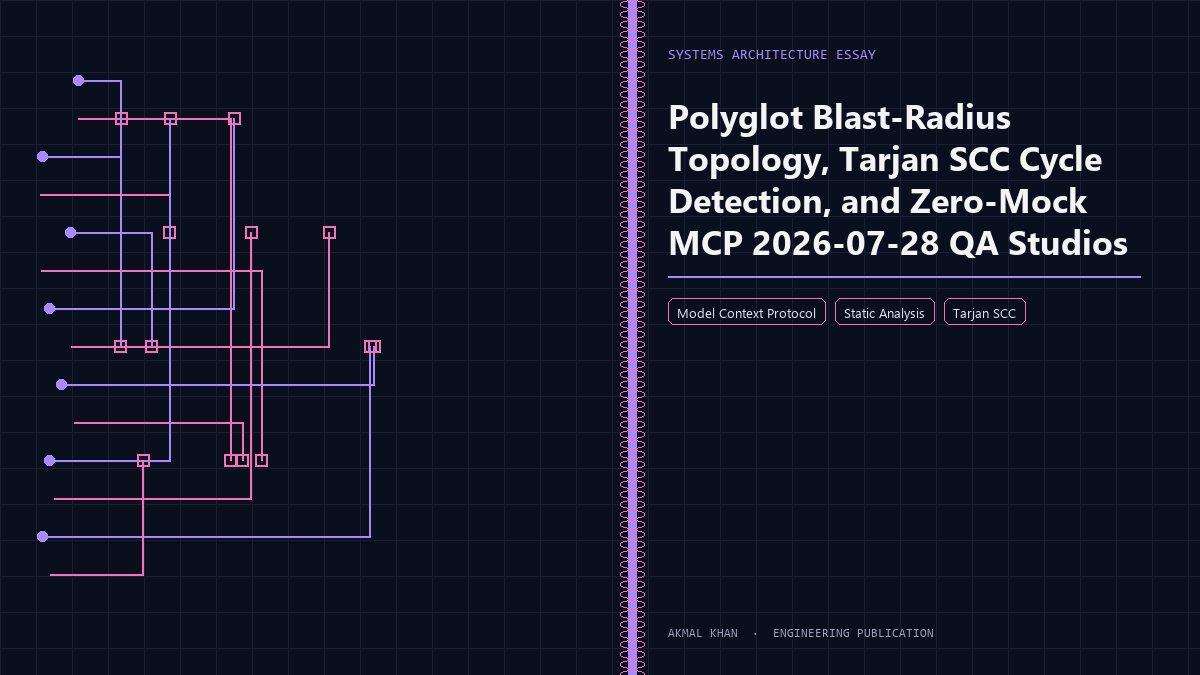 SYSTEMS ARCHITECTURE ESSAY
Polyglot Blast-Radius
Topology, Tarjan SCC Cycle
Detection, and Zero-Mock
MCP 2026-07-28 QA Studios
Model Context Protocol
Static Analysis
Tarjan SCC
AKMAL KHAN · ENGINEERING PUBLICATION